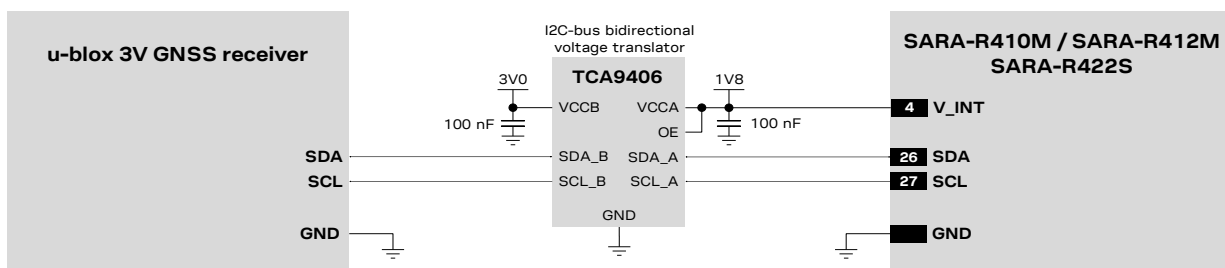 u-blox 3V GNSS receiver
I2C-bus bidirectional
voltage translator
TCA9406
SARA-R410M / SARA-R412M
SARA-R422S
3V0
1V8
VCCB
VCCA
4 V_INT
100 nF
OE
100 nF
SDA
SDA_B
SDA_A
26 SDA
SCL
SCL_B
SCL_A
27 SCL
GND
GND
GND